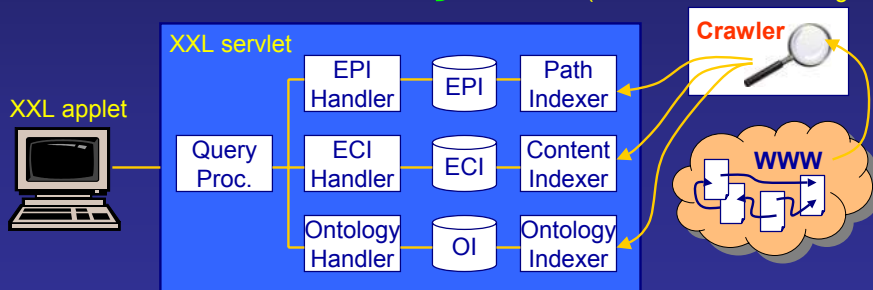 XXL servlet
Crawler
EPI
Handler
EPI
Path
Indexer
XXL applet
Query
Proc.
ECI
Handler
ECI
Content
Indexer
WWW
Ontology
Handler
OI
Ontology
Indexer